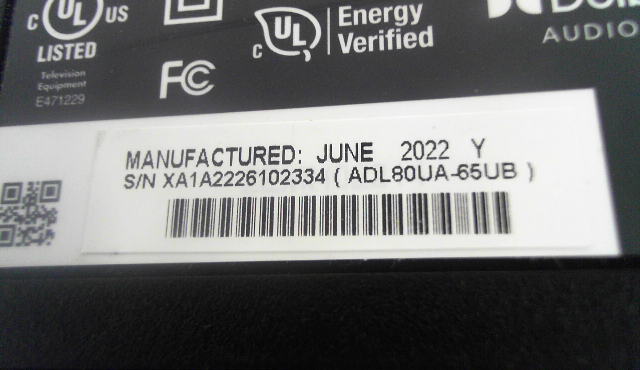 c UL US
LISTED
Television
Equipment
E471229
FC
c UL
Energy
Verified
AUDIO
MANUFACTURED: JUNE 2022 Y
S/N XA1A2226102334 ( ADL80UA-65UB )